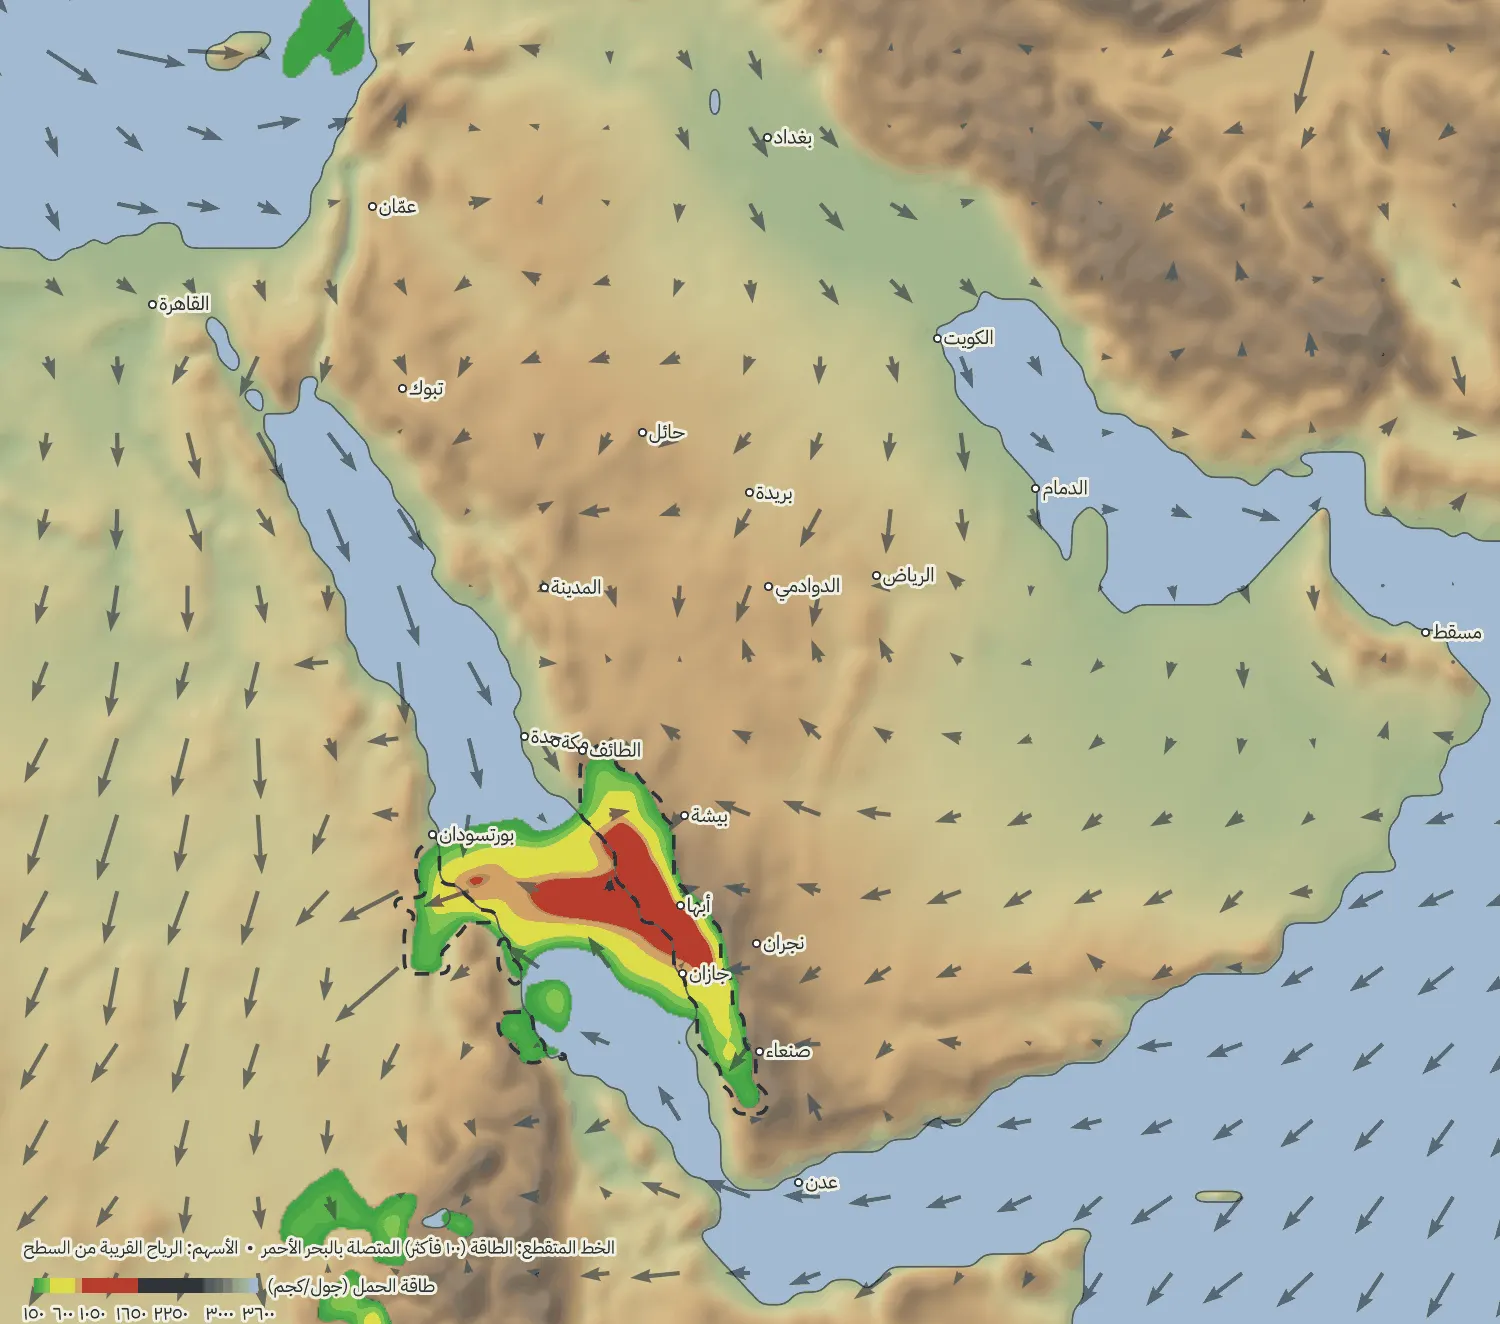 بغداد
عمّان
القاهرة
الكويت
تبوك
حائل
الدمام
بريدة
الرياض
الدوادمي
المدينة
مسقط
جدة
مكة
الطائف
بيشة
بورتسودان
أبها
نجران
جازان
صنعاء
عدن
الخط المتقطع: الطاقة (١٠٠ فأكثر) المتصلة بالبحر الأحمر • الأسهم: الرياح القريبة من السطح
طاقة الحمل (جول/كجم)
١٥٠ ٦٠٠ ١٠٥٠ ١٦٥٠ ٢٢٥٠ ٣٠٠٠ ٣٦٠٠